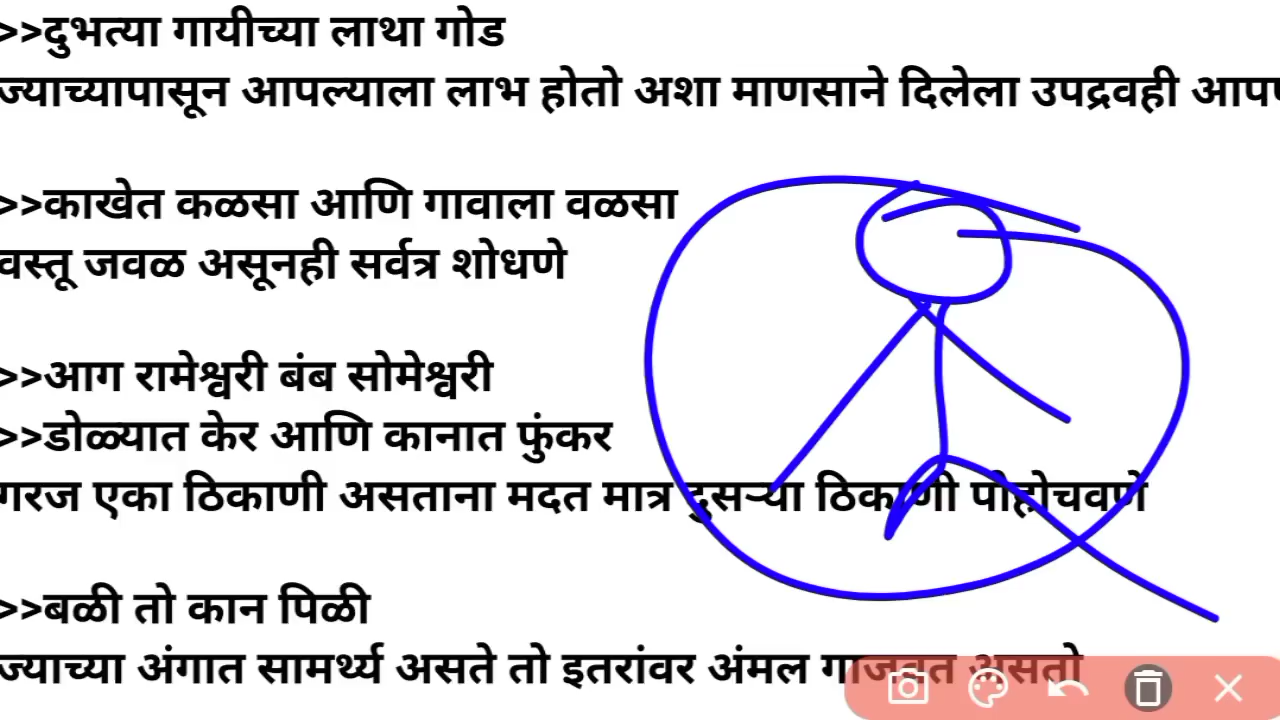 >>दुभत्या गायीच्या लाथा गोड
ज्याच्यापासून आपल्याला लाभ होतो अशा माणसाने दिलेला उपद्रवही
>>काखेत कळसा आणि गावाला वळसा
वस्तू जवळ असूनही सर्वत्र शोधणे
>>आग रामेश्वरी बंब सोमेश्वरी
>>डोळ्यात केर आणि कानात फुंकर
गरज एका ठिकाणी असताना मदत मात्र दुसऱ्या ठिकाणी पोहोचवणे
>>बळी तो कान पिळी
ज्याच्या अंगात सामर्थ्य असते तो इतरांवर अंमल गाजवत असतो